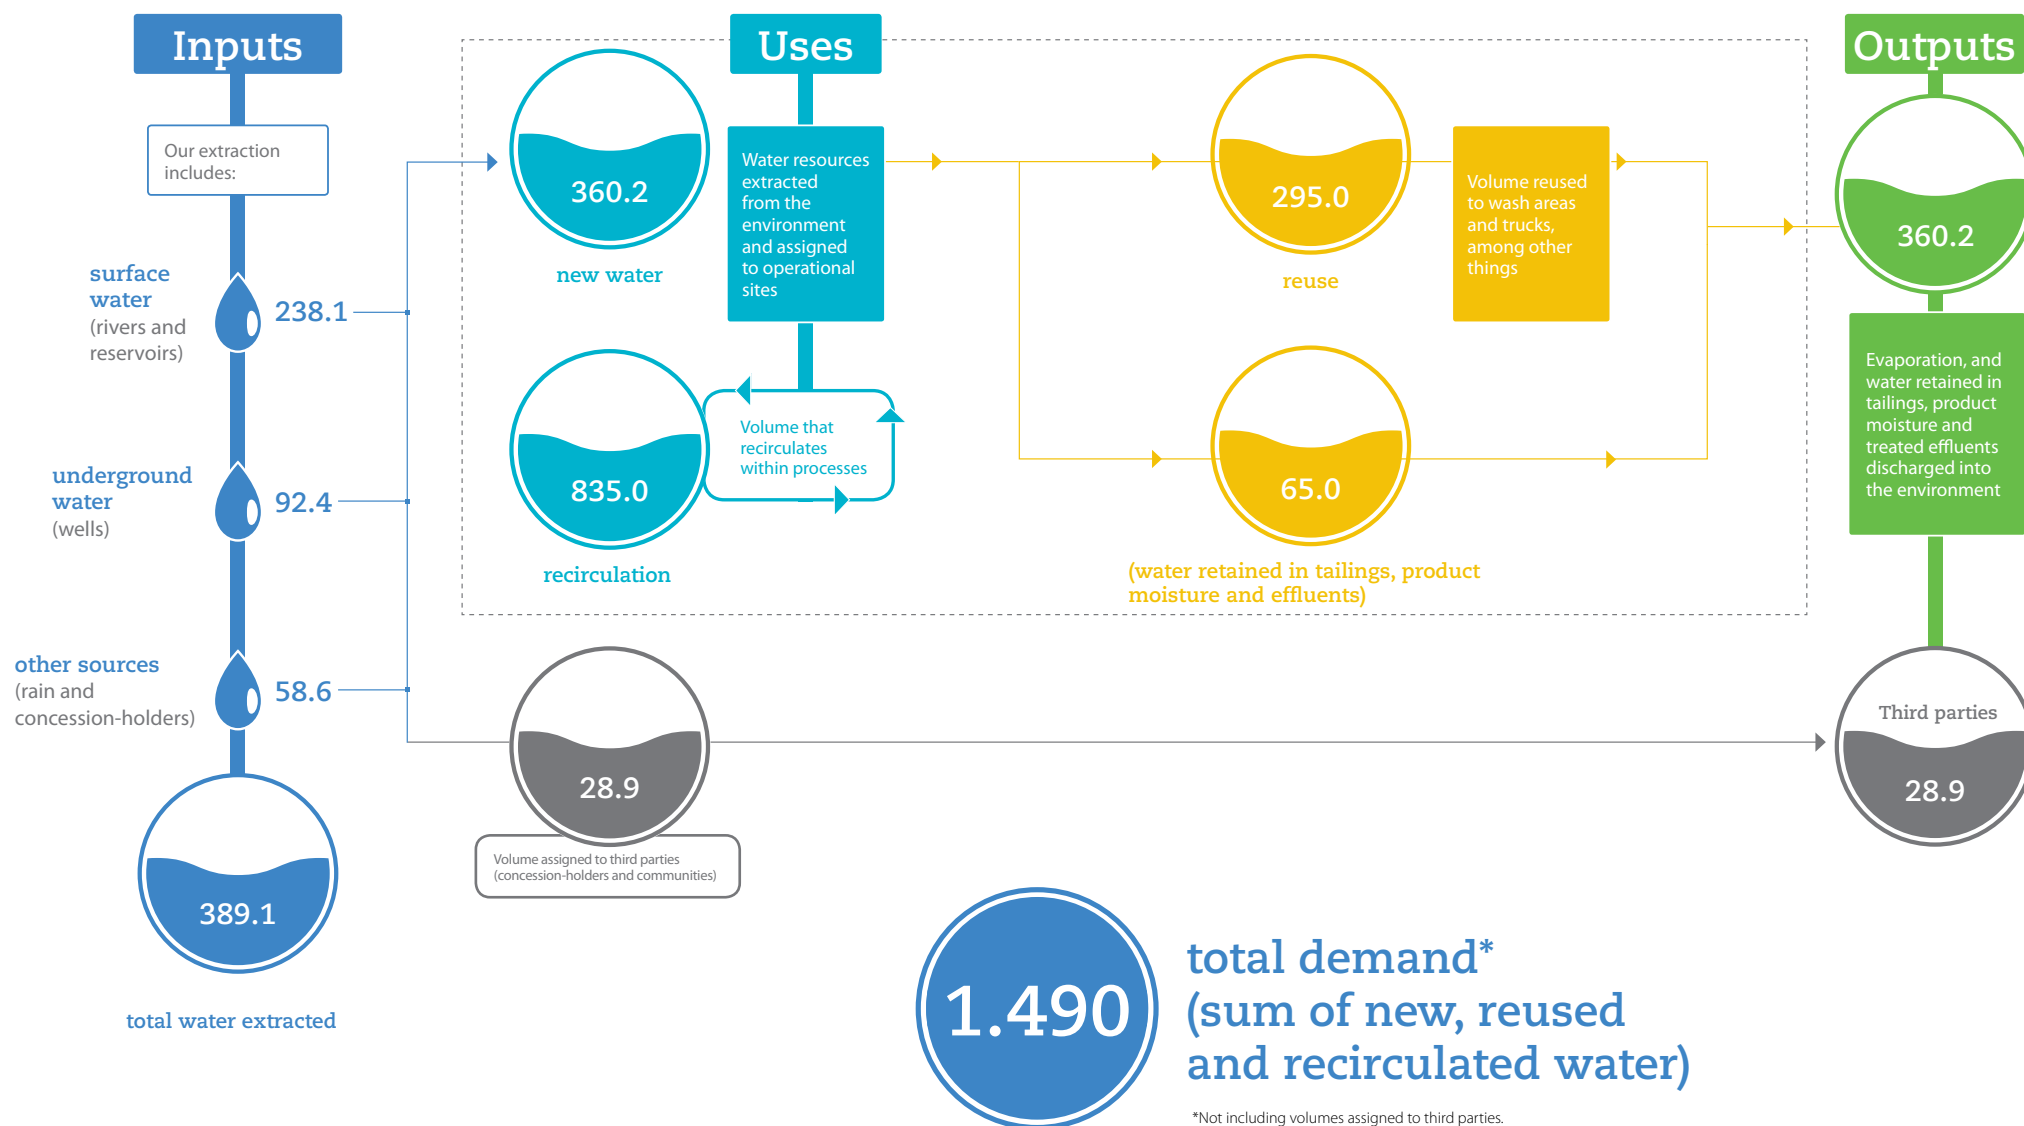 Inputs
Our extraction
includes:
surface
water
(rivers and
reservoirs)
238.1
underground
water
(wells)
92.4
other sources
(rain and
concession-holders)
58.6
389.1
total water extracted
Uses
360.2
new water
Water resources
extracted
from the
environment
and assigned
to operational
sites
835.0
recirculation
Volume that
recirculates
within processes
295.0
reuse
Volume reused
to wash areas
and trucks,
among other
things
65.0
(water retained in tailings, product
moisture and effluents)
28.9
Volume assigned to third parties
(concession-holders and communities)
Outputs
360.2
Evaporation, and
water retained in
tailings, product
moisture and
treated effluents
discharged into
the environment
Third parties
28.9
1.490
total demand*
(sum of new, reused
and recirculated water)
*Not including volumes assigned to third parties.